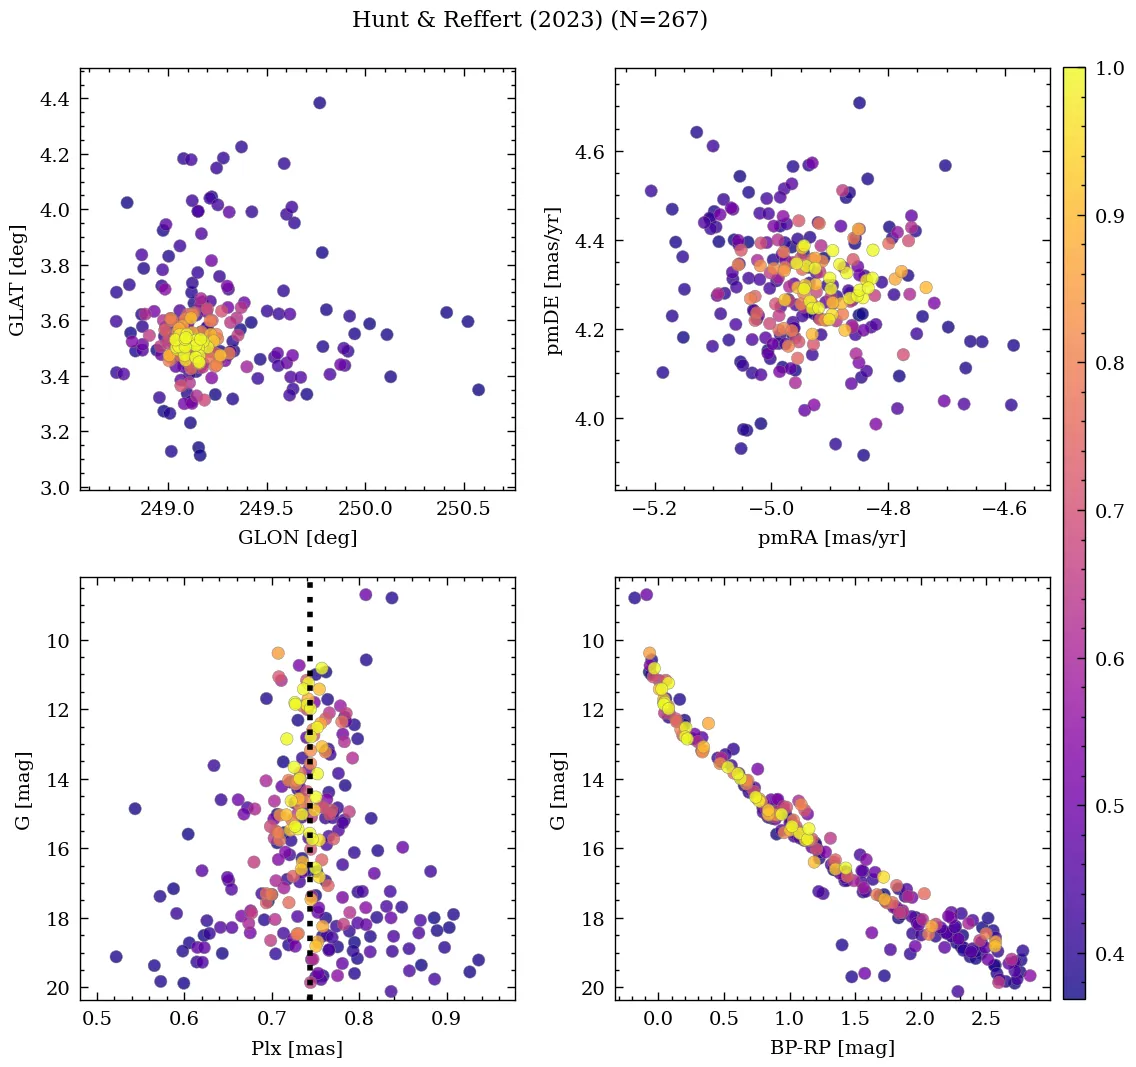 Hunt & Reffert (2023) (N=267)
4.4
4.2
4.0
3.8
3.6
3.4
3.2
3.0
GLAT [deg]
249.0 249.5 250.0 250.5
GLON [deg]
4.6
4.4
4.2
4.0
pmDE [mas/yr]
−5.2 −5.0 −4.8 −4.6
pmRA [mas/yr]
1.0
0.9
0.8
0.7
0.6
0.5
0.4
10
12
14
16
18
20
G [mag]
0.5 0.6 0.7 0.8 0.9
Plx [mas]
10
12
14
16
18
20
G [mag]
0.0 0.5 1.0 1.5 2.0 2.5
BP-RP [mag]